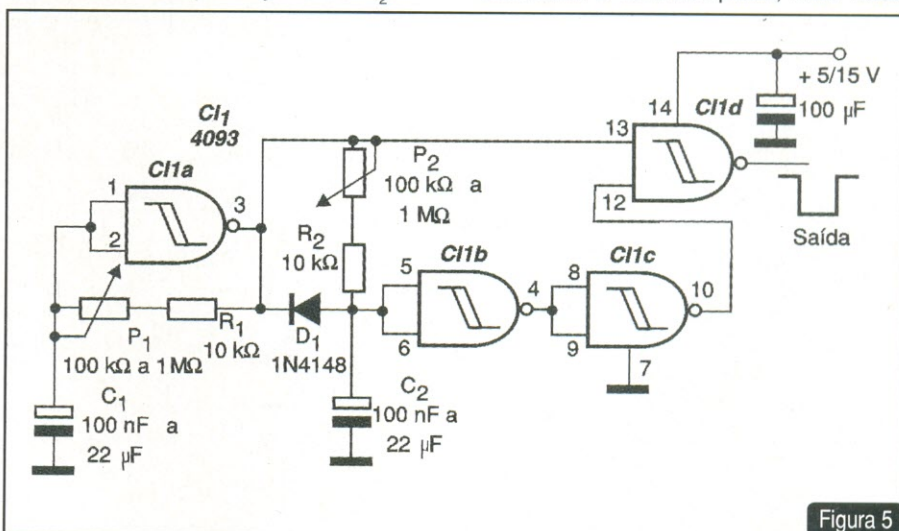 2
+ 5/15 V
100 µF
CI1d
14
13
12
Saída
CI1
4093
CI1a
1
2
3
P2
100 kΩ a
1 MΩ
R2
10 kΩ
CI1b
5
6
4
CI1c
8
9
10
7
P1
100 kΩ a 1MΩ
R1
10 kΩ
D1
1N4148
C1
100 nF a
22 µF
C2
100 nF a
22 µF
Figura 5